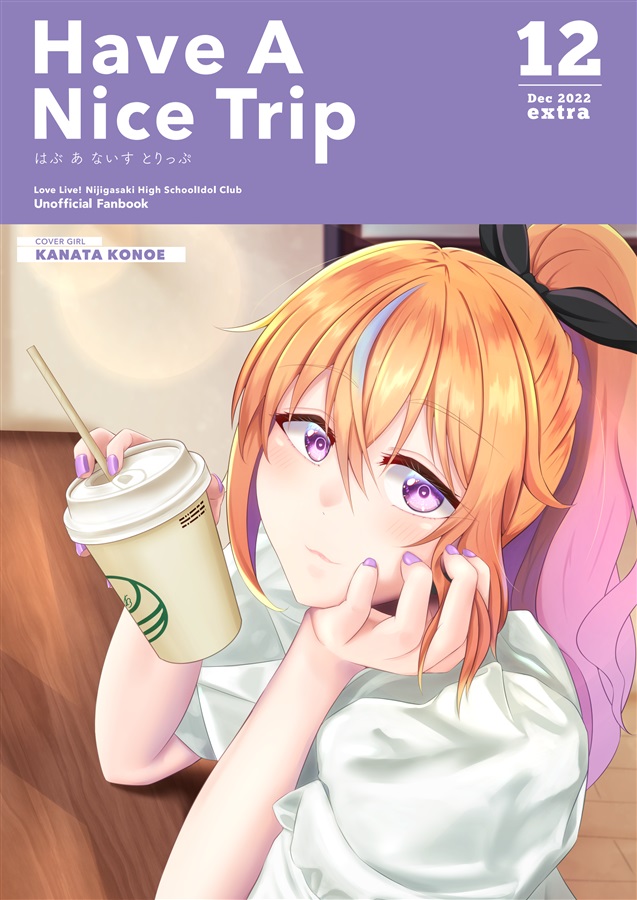 Have A
Nice Trip
はぶ あ ないす とりっぷ
Love Live! Nijigasaki High SchoolIdol Club
Unofficial Fanbook
12
Dec 2022
extra
COVER GIRL
KANATA KONOE